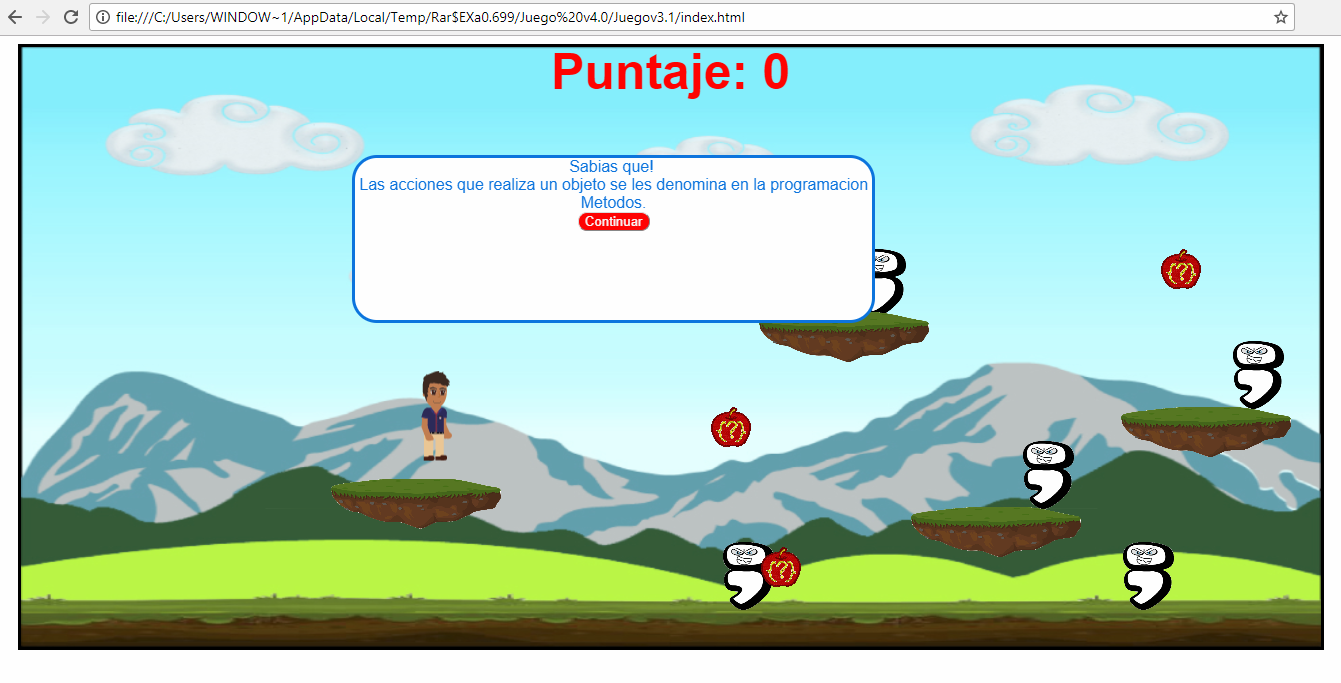 file:///C:/Users/WINDOW~1/AppData/Local/Temp/Rar$EXa0.699/Juego%20v4.0/Juegov3.1/index.html
Puntaje: 0
Sabias que!
Las acciones que realiza un objeto se les denomina en la programacion
Metodos.
Continuar
(?)
(?)
(?)